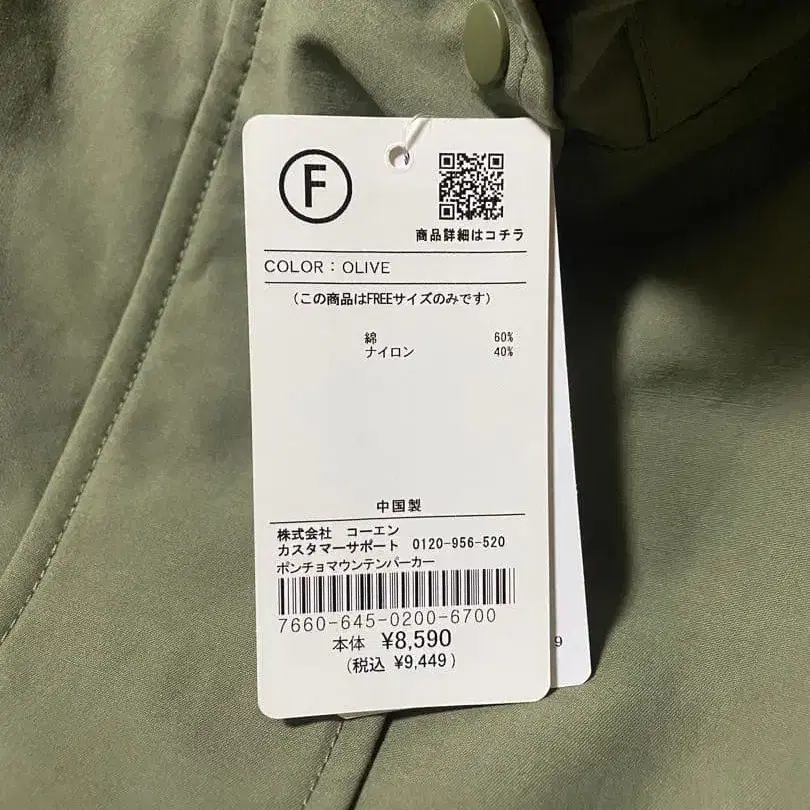 F
商品詳細はコチラ
COLOR：OLIVE
（この商品はFREEサイズのみです）
綿 60%
ナイロン 40%
中国製
株式会社 コーエン
カスタマーサポート 0120-956-520
ポンチョマウンテンパーカー
7660-645-0200-6700
本体 ¥8,590
（税込 ¥9,449）
9